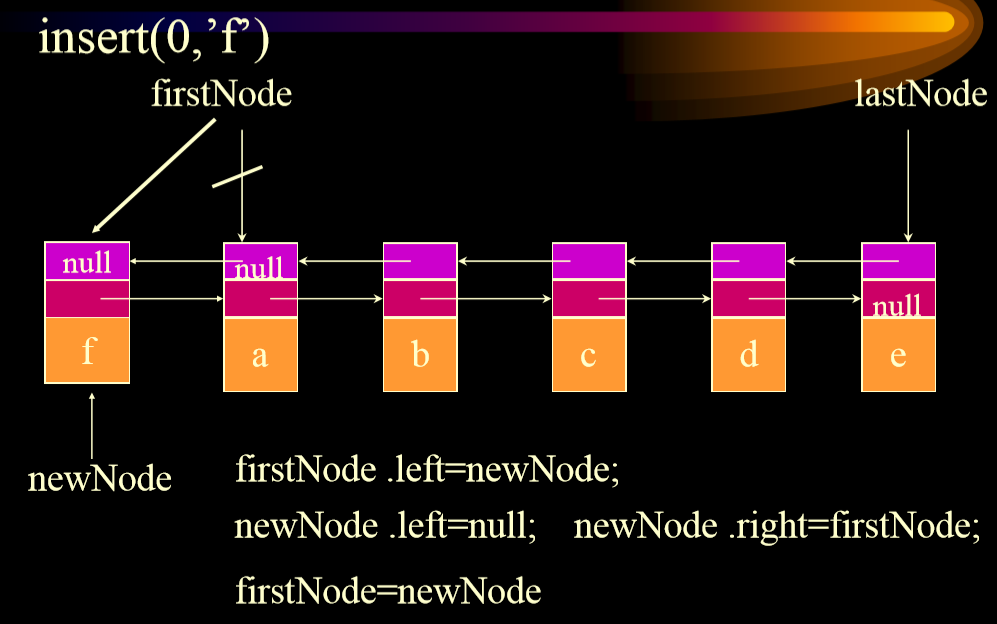 insert(0,’f’)
firstNode lastNode
null null null
f a b c d e
newNode
firstNode .left=newNode;
newNode .left=null; newNode .right=firstNode;
firstNode=newNode